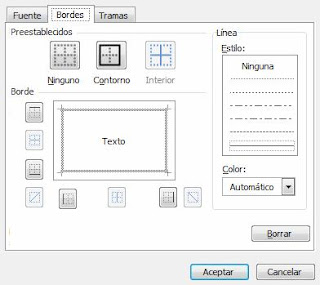 Fuente Bordes Tramas
Preestablecidos
Ninguno Contorno Interior
Borde
Texto
Línea
Estilo:
Ninguna
Color:
Automático
Borrar
Aceptar Cancelar